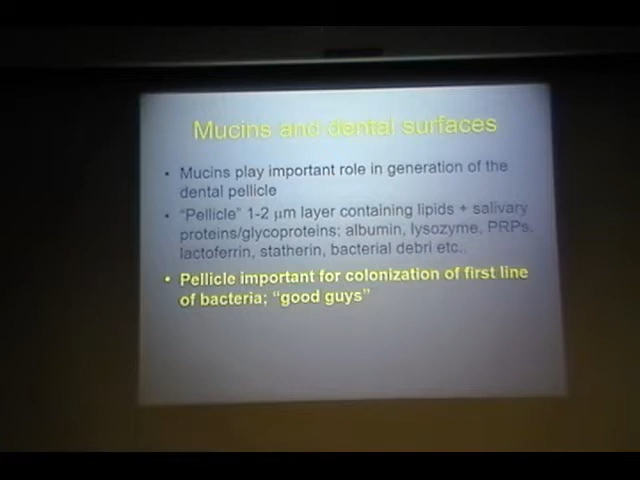 Mucins and dental surfaces
• Mucins play important role in generation of the
dental pellicle
• "Pellicle" 1-2 μm layer containing lipids + salivary
proteins/glycoproteins; albumin, lysozyme, PRPs,
lactoferrin, statherin, bacterial debri etc..
• Pellicle important for colonization of first line
of bacteria; "good guys"